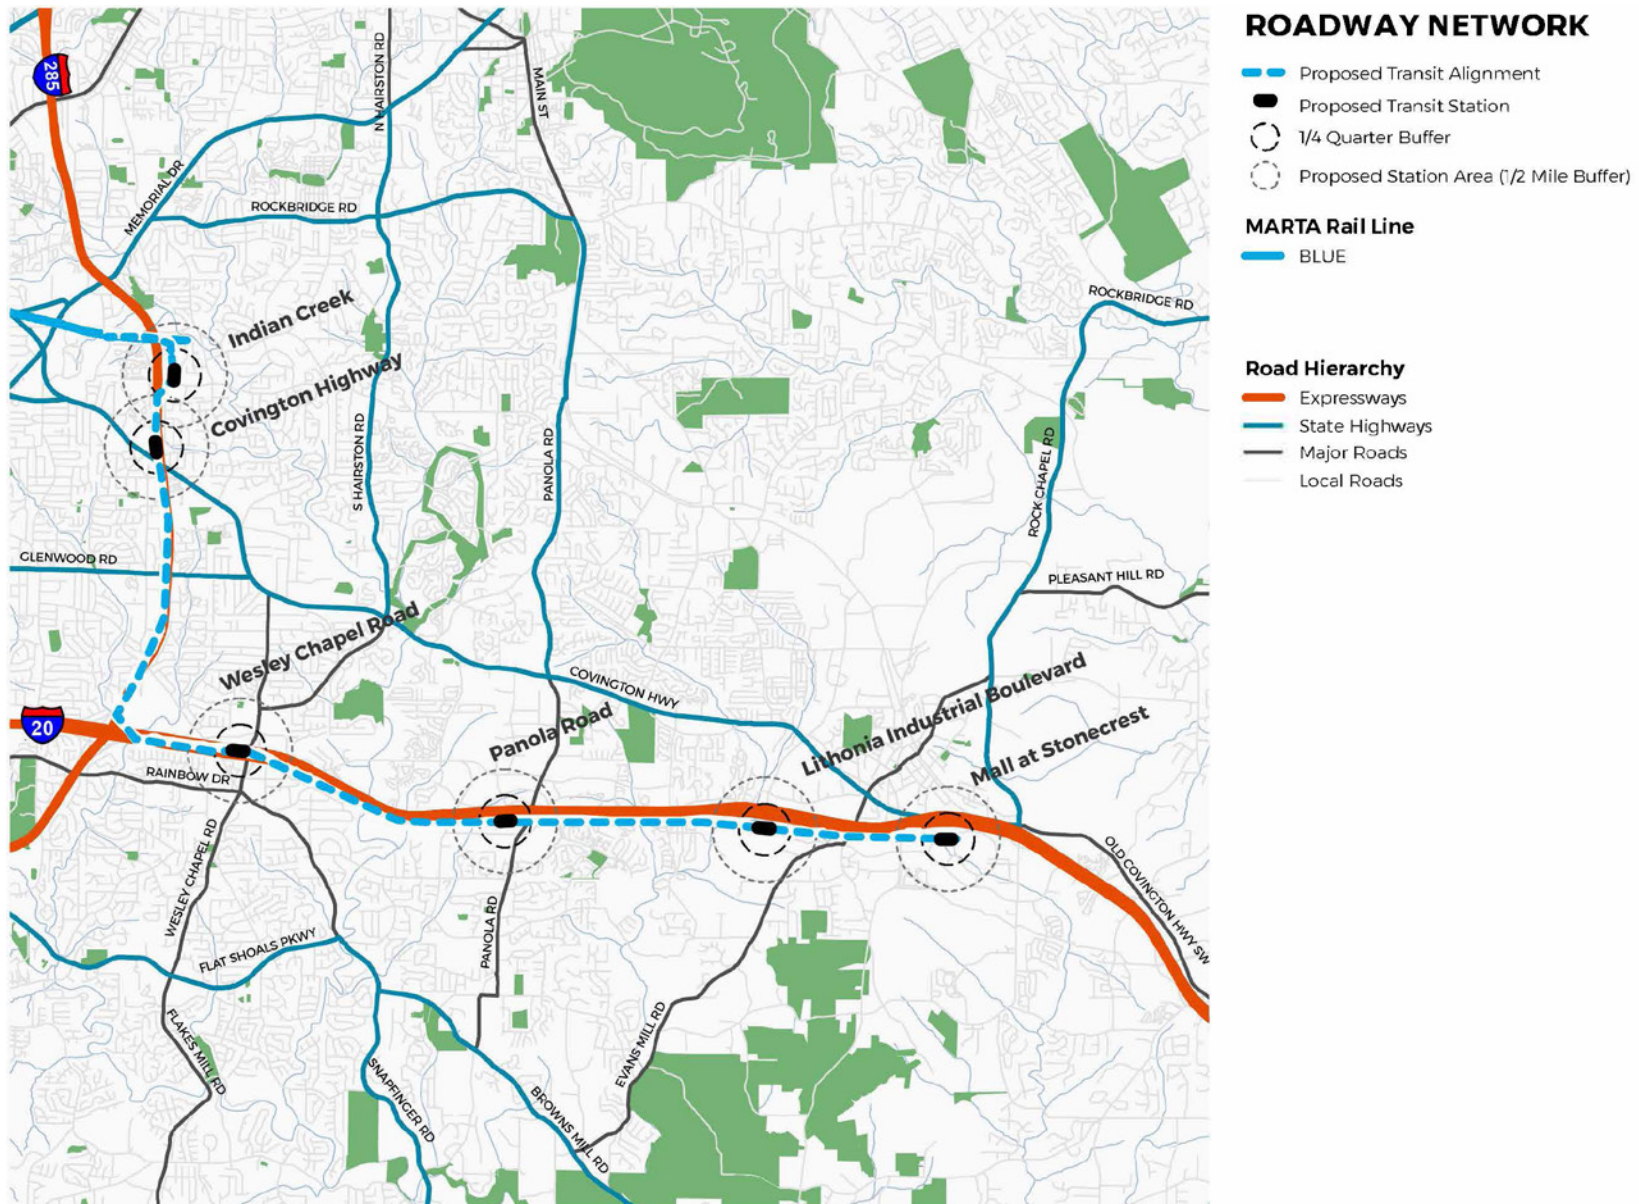 ROADWAY NETWORK
Proposed Transit Alignment
Proposed Transit Station
1/4 Quarter Buffer
Proposed Station Area (1/2 Mile Buffer)
MARTA Rail Line
BLUE
Road Hierarchy
Expressways
State Highways
Major Roads
Local Roads
285
N HAIRSTON RD
MAIN ST
MEMORIAL DR
ROCKBRIDGE RD
ROCKBRIDGE RD
Indian Creek
Covington Highway
S HAIRSTON RD
PANOLA RD
ROCK CHAPEL RD
GLENWOOD RD
PLEASANT HILL RD
Wesley Chapel Road
COVINGTON HWY
20
Panola Road
Lithonia Industrial Boulevard
Mall at Stonecrest
RAINBOW DR
WESLEY CHAPEL RD
OLD COVINGTON HWY SW
PANOLA RD
FLAT SHOALS PKWY
FLAKES MILL RD
SNAPFINGER RD
EVANS MILL RD
BROWNS MILL RD